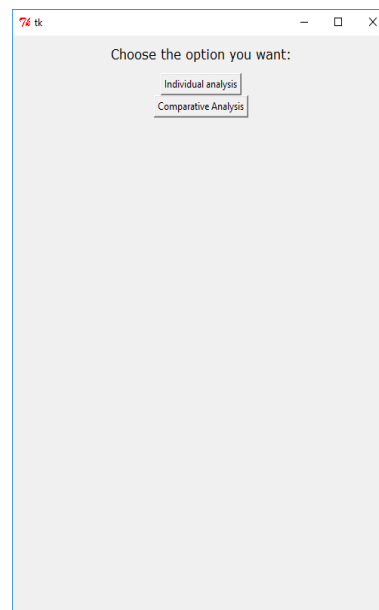 tk
Choose the option you want:
Individual analysis
Comparative Analysis